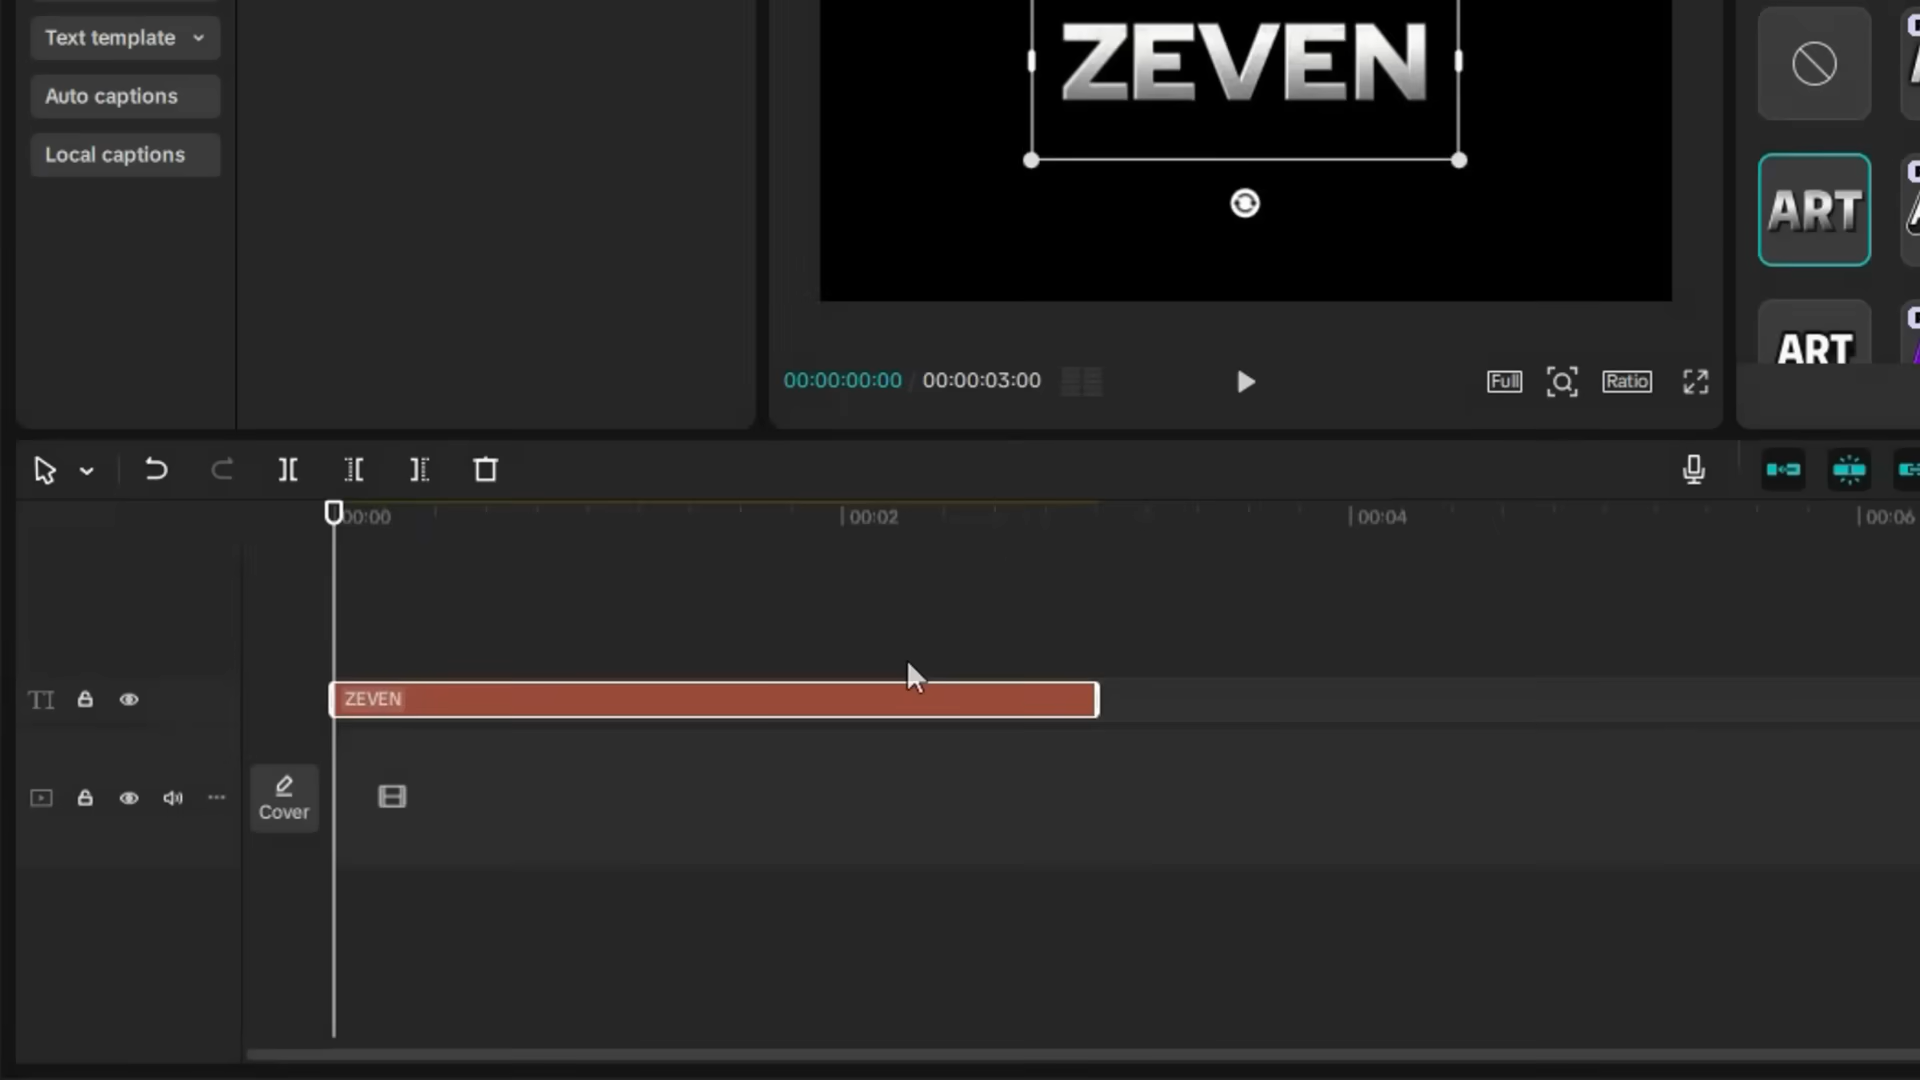 Text template
Auto captions
Local captions
ZEVEN
ART
ART
00:00:00:00 / 00:00:03:00
Full
Ratio
00:00
00:02
00:04
00:06
TI
ZEVEN
Cover